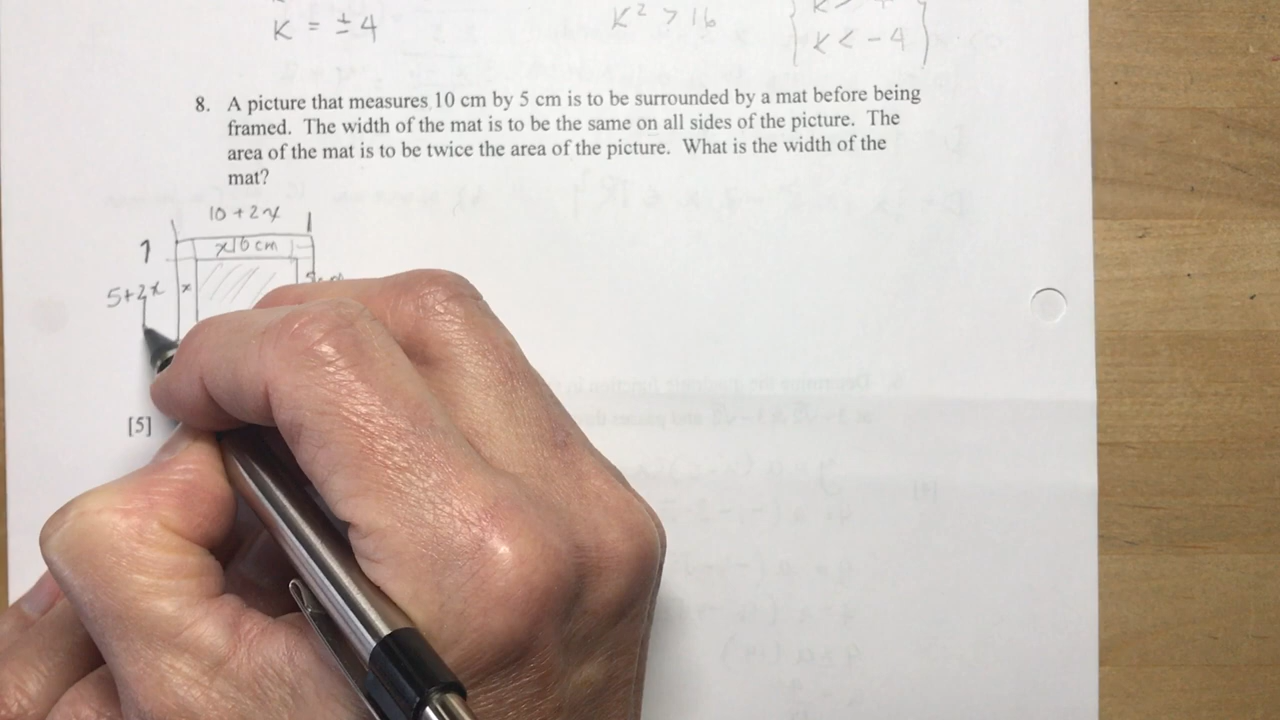 K = ± 4
K² > 16
K < - 4
8. A picture that measures 10 cm by 5 cm is to be surrounded by a mat before being
framed. The width of the mat is to be the same on all sides of the picture. The
area of the mat is to be twice the area of the picture. What is the width of the
mat?
10 + 2x
x 10 cm
5+2x
x
[5]